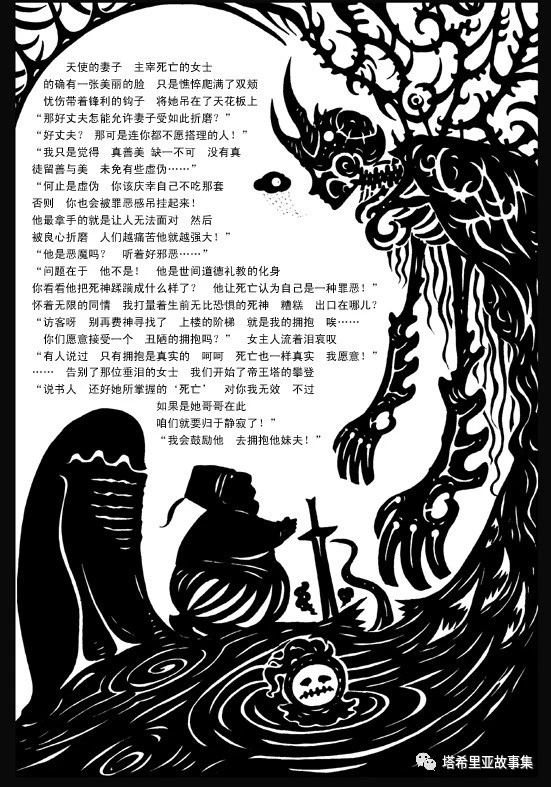 天使的妻子　主宰死亡的女士
的确有一张美丽的脸　只是憔悴爬满了双颊
忧伤带着锋利的钩子　将她吊在了天花板上
“那好丈夫怎能允许妻子受如此折磨？”
“好丈夫？　那可是连你都不愿搭理的人！”
“我只是觉得　真善美 缺一不可　没有真
徒留善与美　未免有些虚伪……”
“何止是虚伪　你该庆幸自己不吃那套
否则　你也会被罪恶感吊挂起来！
他最拿手的就是让人无法面对　然后
被良心折磨　人们越痛苦他就越强大！”
“他是恶魔吗？　听着好邪恶……”
“问题在于　他不是！　他是世间道德礼教的化身
你看看他把死神蹂躏成什么样了？　他让死亡认为自己是一种罪恶！”
怀着无限的同情　我打量着生前无比恐惧的死神　糟糕　出口在哪儿？
“访客呀　别再费神寻找了　上楼的阶梯　就是我的拥抱　唉……
你们愿意接受一个　丑陋的拥抱吗？”　女主人流着泪哀叹
“有人说过　只有拥抱是真实的　呵呵　死亡也一样真实　我愿意！”
……　告别了那位垂泪的女士　我们开始了帝王塔的攀登
“说书人　还好她所掌握的‘死亡’　对你我无效　不过
如果是她哥哥在此
咱们就要归于静寂了！”
“我会鼓励他　去拥抱他妹夫！”
塔希里亚故事集